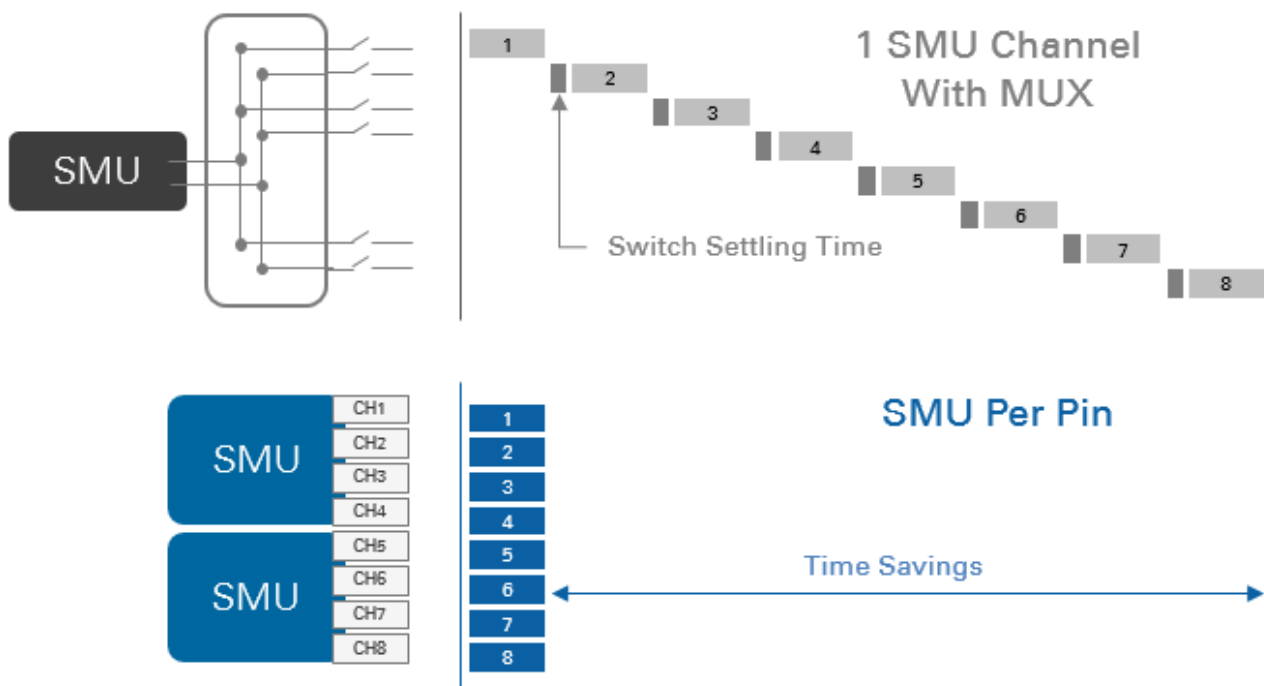 1 SMU Channel
With MUX
SMU
1
2
3
4
5
6
7
8
Switch Settling Time
SMU Per Pin
SMU
CH1
CH2
CH3
CH4
SMU
CH5
CH6
CH7
CH8
1
2
3
4
5
6
7
8
Time Savings